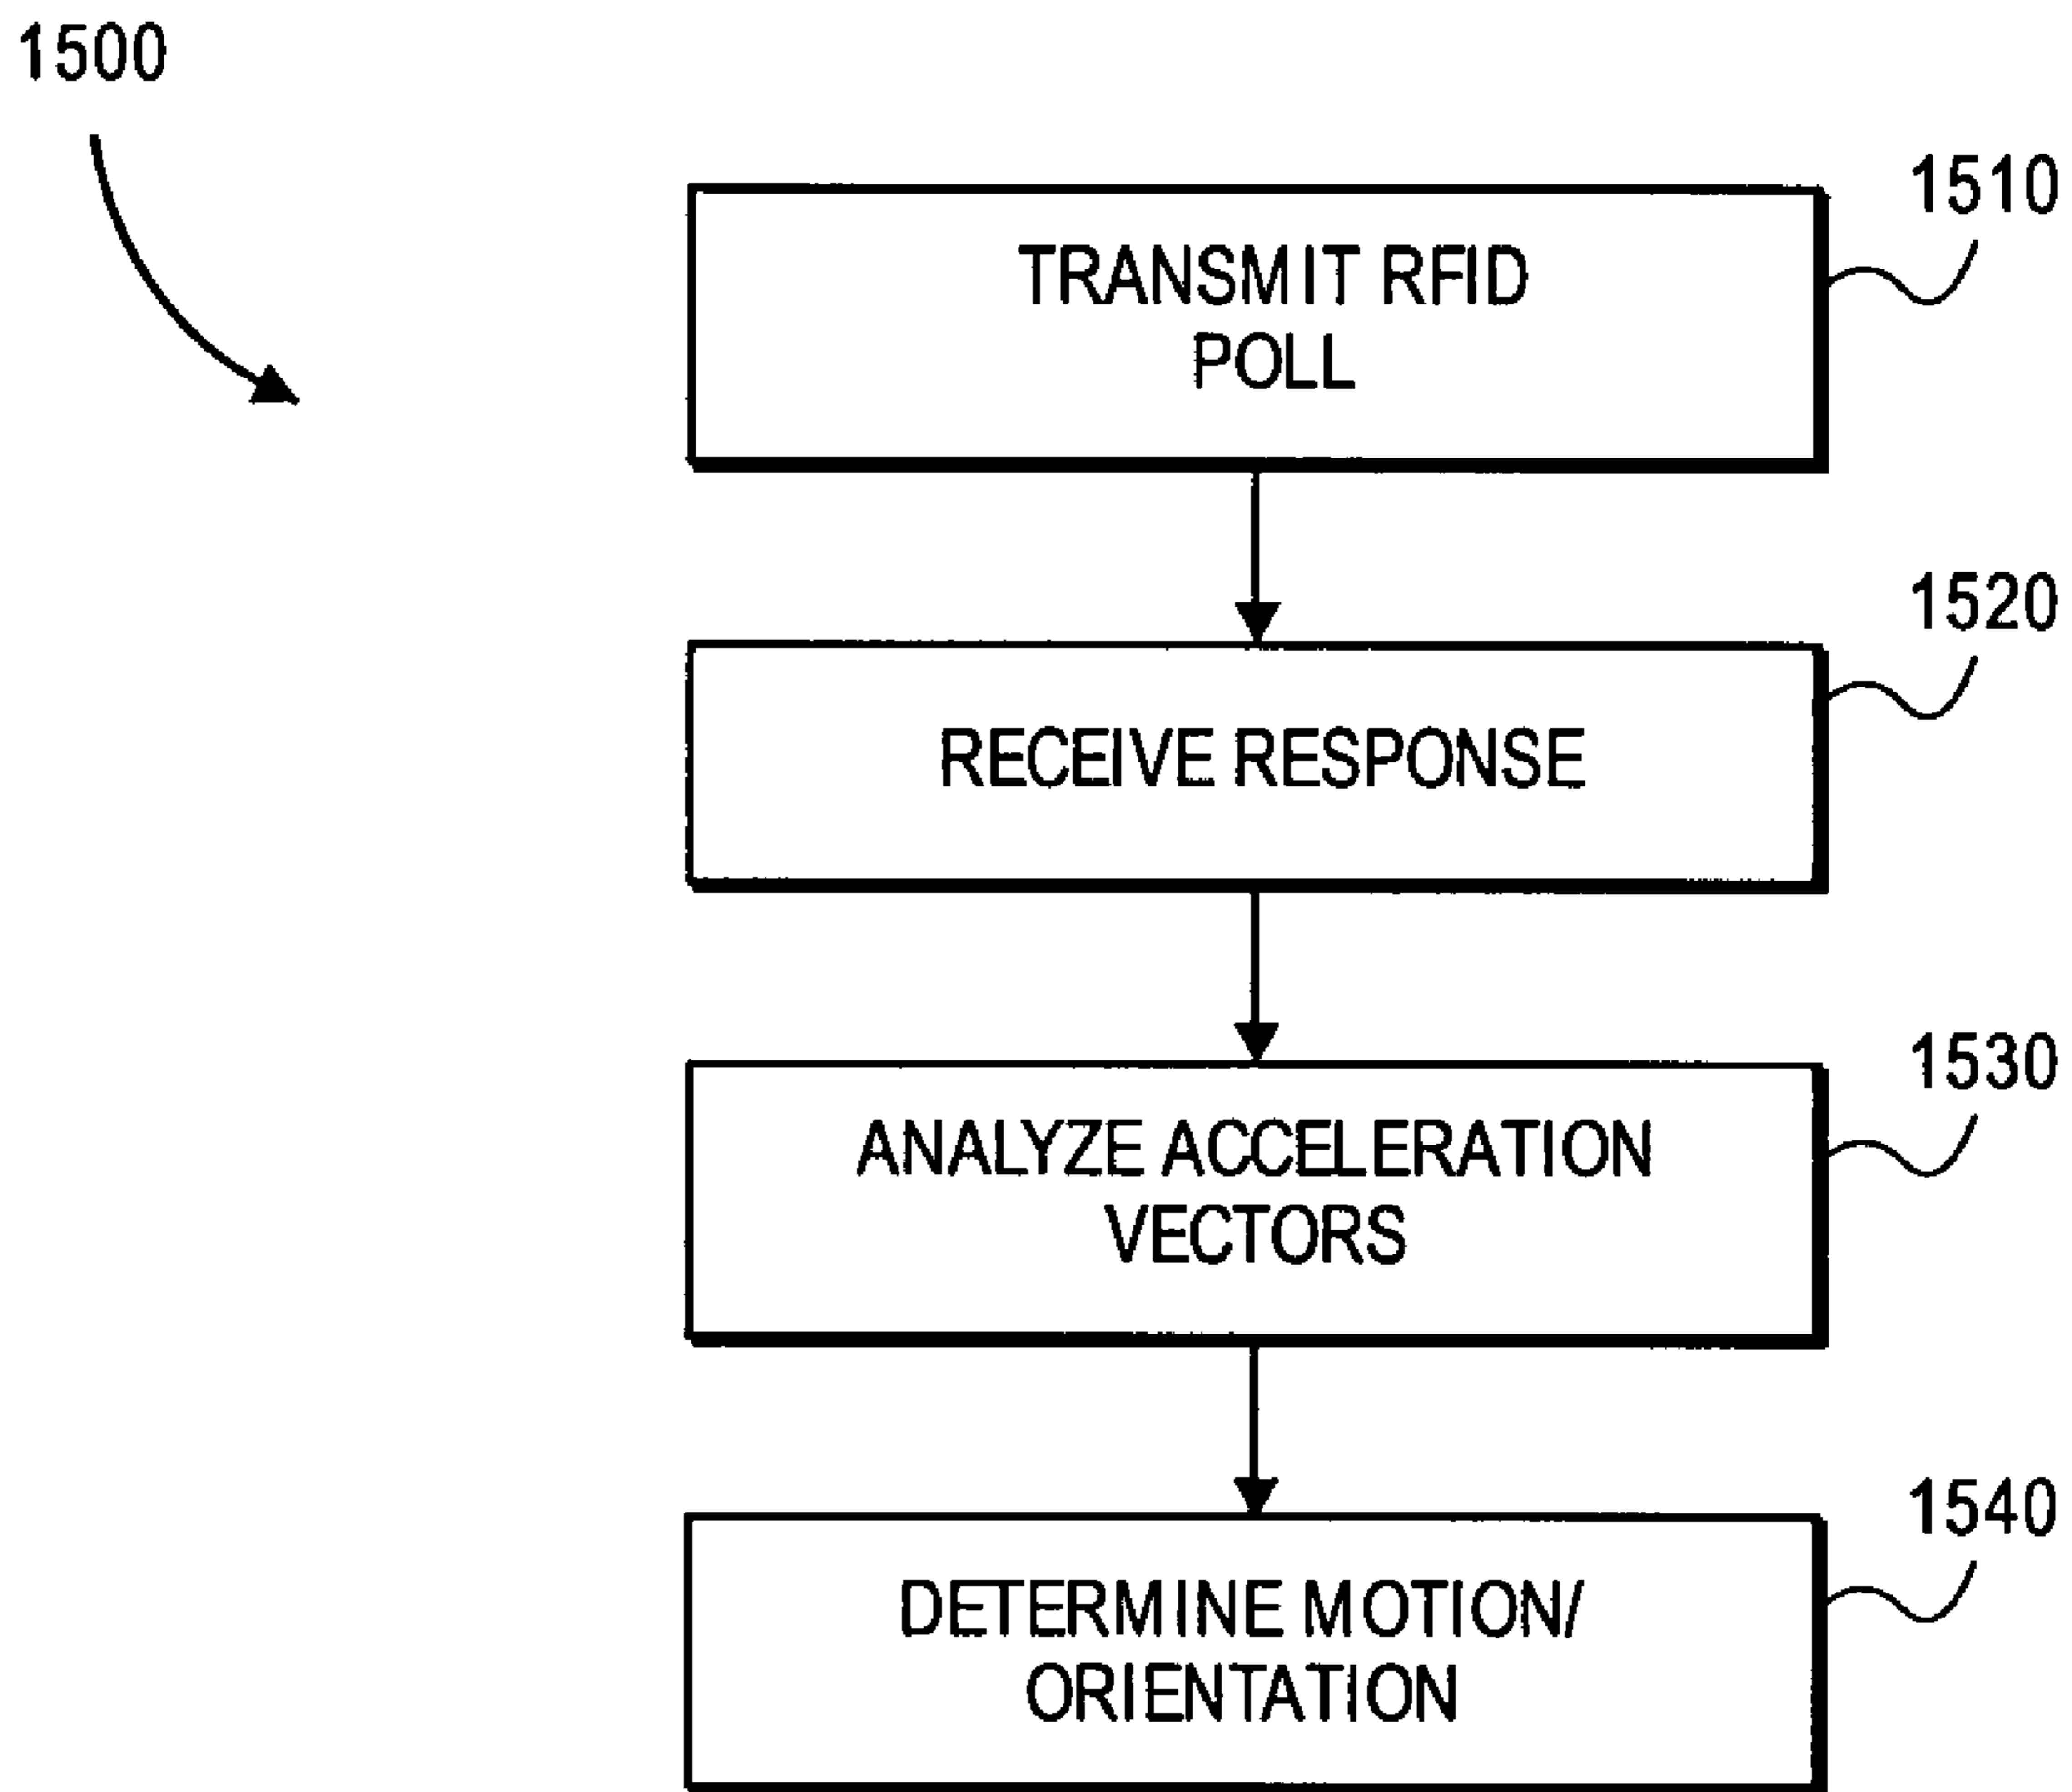 1500
1510
TRANSMIT RFID
POLL
1520
RECEIVE RESPONSE
1530
ANALYZE ACCELERATION
VECTORS
1540
DETERMINE MOTION/
ORIENTATION